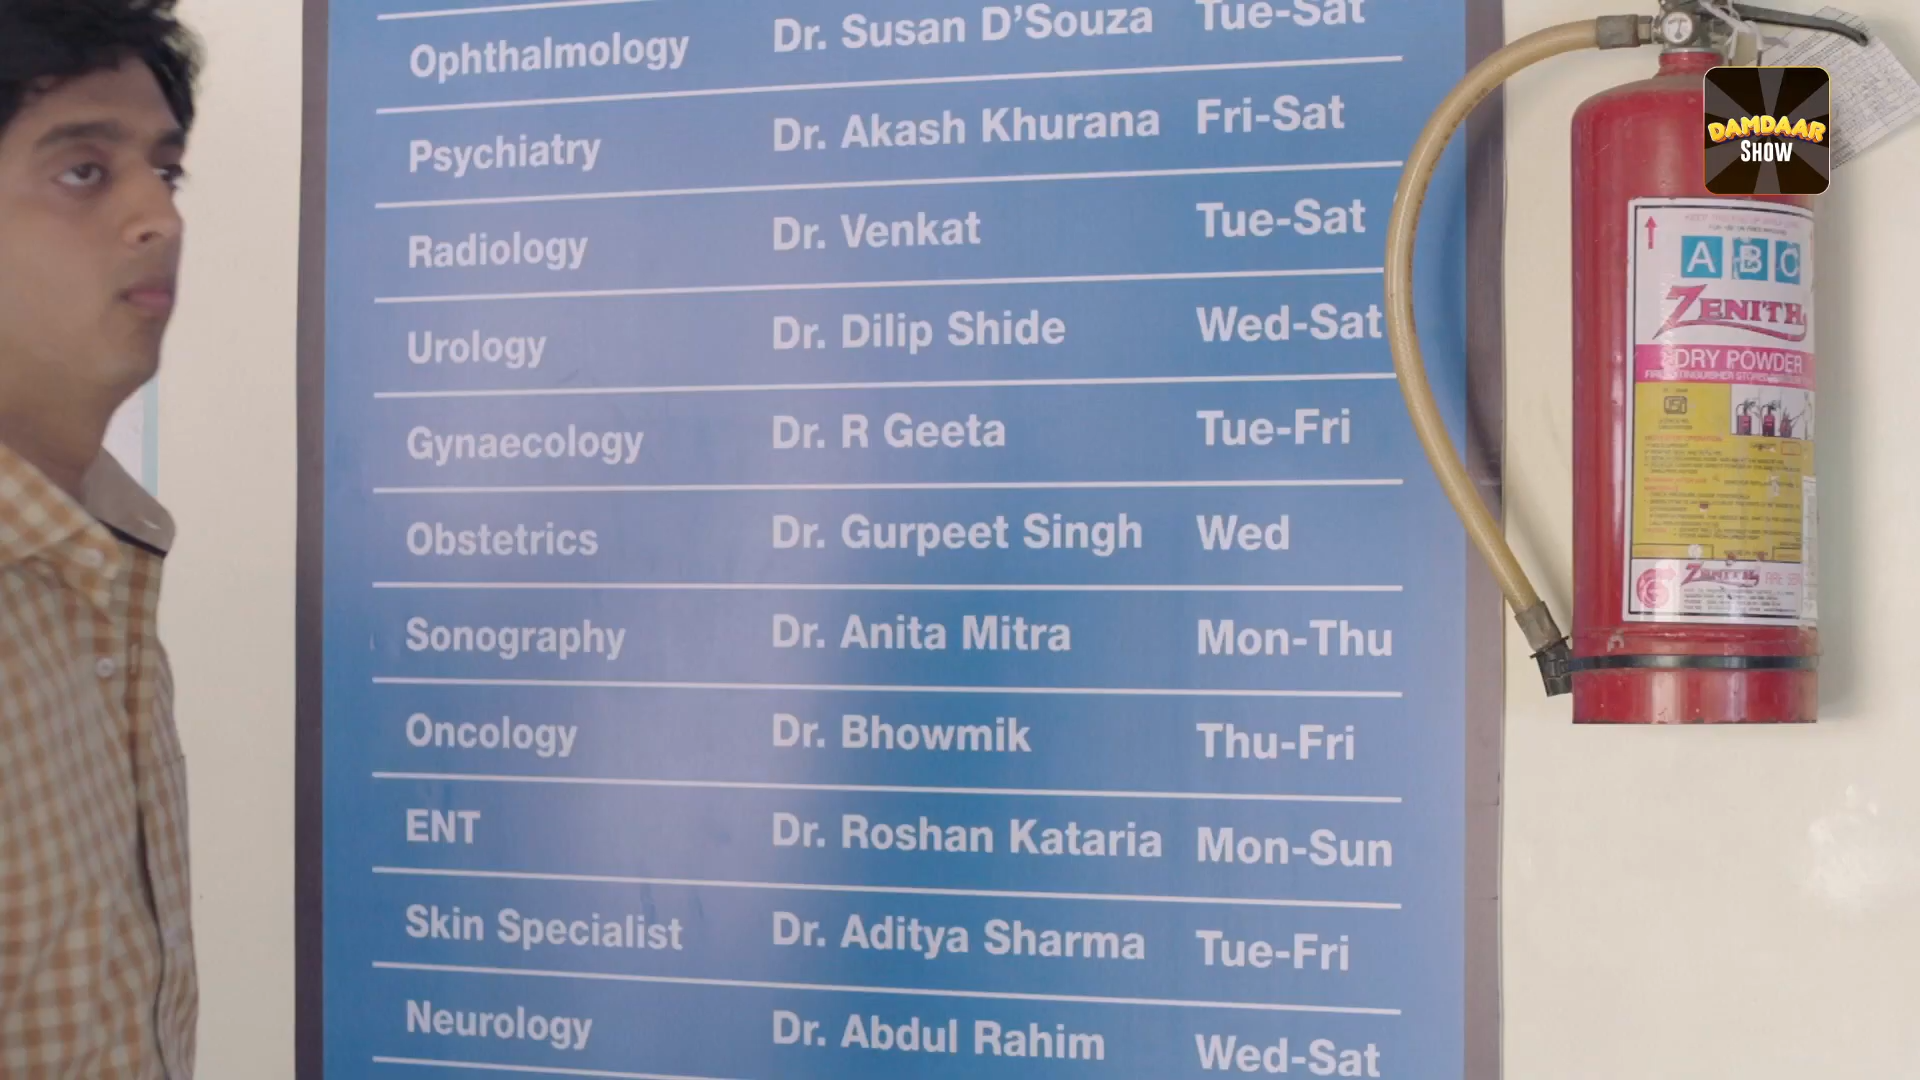 Ophthalmology Dr. Susan D'Souza Tue-Sat
Psychiatry Dr. Akash Khurana Fri-Sat
Radiology Dr. Venkat Tue-Sat
Urology Dr. Dilip Shide Wed-Sat
Gynaecology Dr. R Geeta Tue-Fri
Obstetrics Dr. Gurpeet Singh Wed
Sonography Dr. Anita Mitra Mon-Thu
Oncology Dr. Bhowmik Thu-Fri
ENT Dr. Roshan Kataria Mon-Sun
Skin Specialist Dr. Aditya Sharma Tue-Fri
Neurology Dr. Abdul Rahim Wed-Sat
DAMDAAR
SHOW
A B C
ZENITH
DRY POWDER
ZENITH FIRE